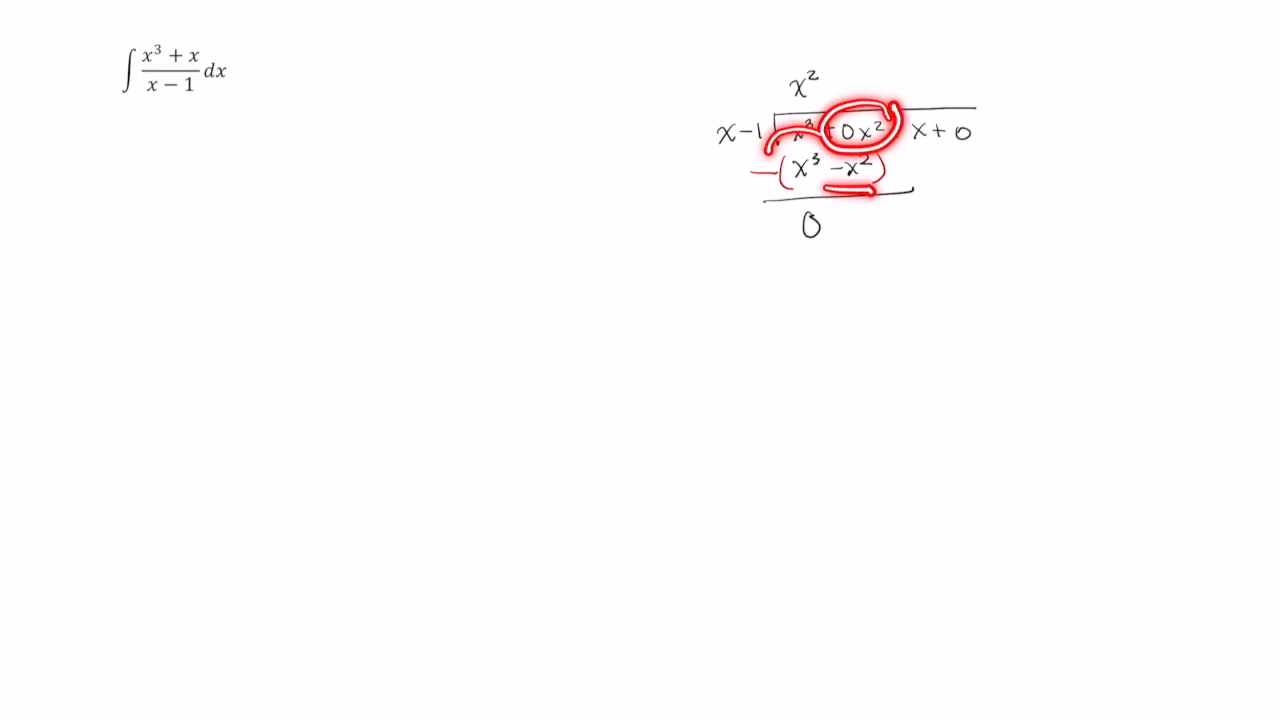 ∫ (x³ + x)/(x − 1) dx
x²
x−1 x³ + 0x² x + 0
−(x³ −x²)
0